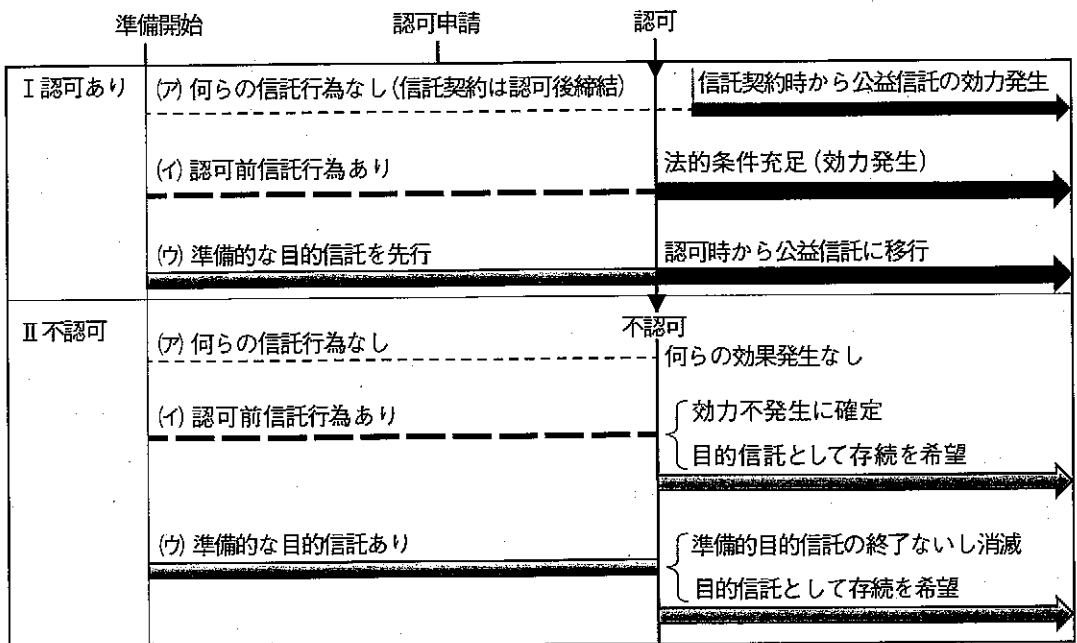 準備開始 認可申請 認可
Ⅰ 認可あり (ア) 何らの信託行為なし(信託契約は認可後締結) 信託契約時から公益信託の効力発生
(イ) 認可前信託行為あり 法的条件充足(効力発生)
(ウ) 準備的な目的信託を先行 認可時から公益信託に移行
不認可
Ⅱ 不認可 (ア) 何らの信託行為なし 何らの効果発生なし
(イ) 認可前信託行為あり 効力不発生に確定
目的信託として存続を希望
(ウ) 準備的な目的信託あり 準備的目的信託の終了ないし消滅
目的信託として存続を希望